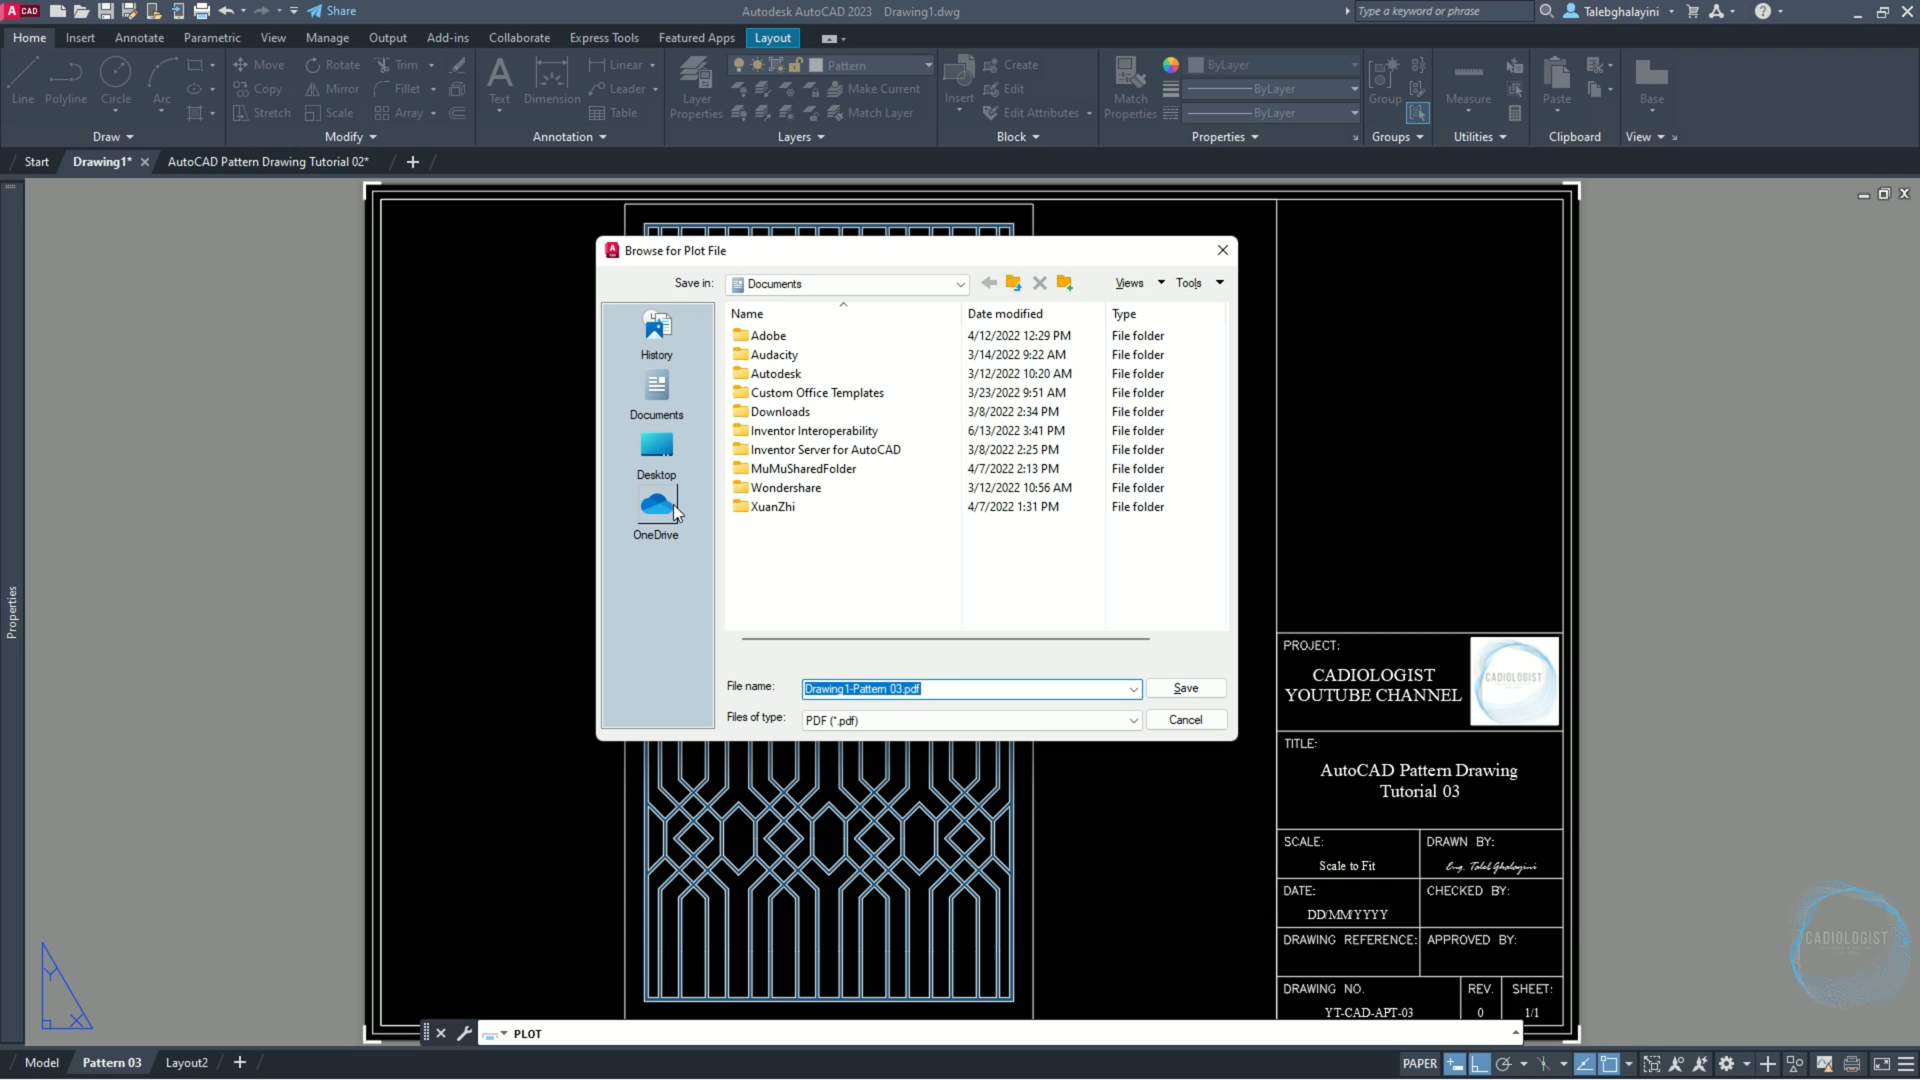 CAD
Share
Autodesk AutoCAD 2023 Drawing1.dwg
Type a keyword or phrase
Talebghalayini
Home Insert Annotate Parametric View Manage Output Add-ins Collaborate Express Tools Featured Apps Layout
Line Polyline Circle Arc
Move Rotate Trim
Copy Mirror Fillet
Stretch Scale Array
Text Dimension
Linear
Leader
Table
Layer Properties
Pattern
Make Current
Match Layer
Insert
Create
Edit
Edit Attributes
Match Properties
ByLayer
ByLayer
ByLayer
Group
Measure
Paste
Base
Draw Modify Annotation Layers Block Properties Groups Utilities Clipboard View
Start Drawing1* AutoCAD Pattern Drawing Tutorial 02*
Properties
Browse for Plot File
Save in: Documents Views Tools
History
Documents
Desktop
OneDrive
Name Date modified Type
Adobe 4/12/2022 12:29 PM File folder
Audacity 3/14/2022 9:22 AM File folder
Autodesk 3/12/2022 10:20 AM File folder
Custom Office Templates 3/23/2022 9:51 AM File folder
Downloads 3/8/2022 2:34 PM File folder
Inventor Interoperability 6/13/2022 3:41 PM File folder
Inventor Server for AutoCAD 3/8/2022 2:25 PM File folder
MuMuSharedFolder 4/7/2022 2:13 PM File folder
Wondershare 3/12/2022 10:56 AM File folder
XuanZhi 4/7/2022 1:31 PM File folder
File name: Drawing1-Pattern 03.pdf Save
Files of type: PDF (*.pdf) Cancel
PROJECT:
CADIOLOGIST
YOUTUBE CHANNEL
CADIOLOGIST
TITLE:
AutoCAD Pattern Drawing
Tutorial 03
SCALE: DRAWN BY:
Scale to Fit Eng. Taleb Ghalayini
DATE: CHECKED BY:
DD/MM/YYYY
DRAWING REFERENCE: APPROVED BY:
DRAWING NO. REV. SHEET:
YT-CAD-APT-03 0 1/1
CADIOLOGIST
Y
X
PLOT
Model Pattern 03 Layout2
PAPER